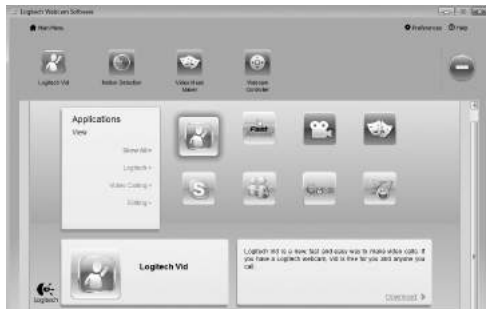 Logitech Webcam Software
Main Menu
Preferences Help
Logitech Vid
Motion Detection
Video Mask
Maker
Webcam
Controller
Applications
View
Show All>
Logitech >
Video Calling >
Editing >
Fast
S
Logitech Vid
Logitech Vid is a new, fast and easy way to make video calls. If
you have a Logitech webcam, Vid is free for you and anyone you
call.
Logitech
Download >